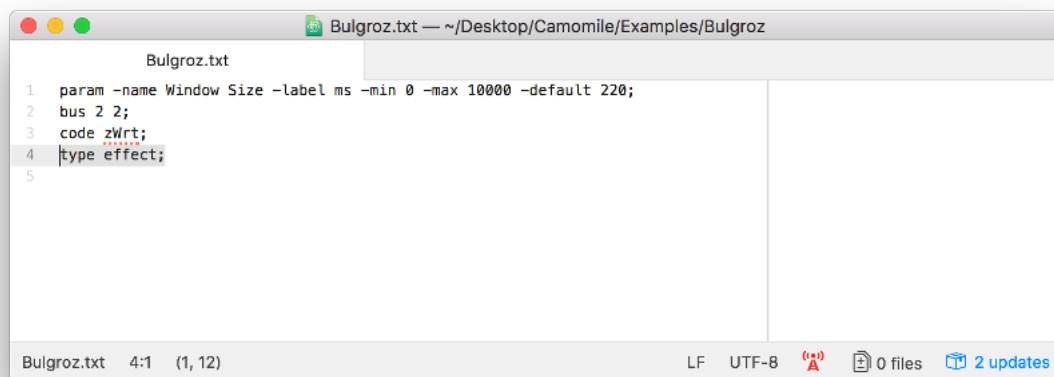 Bulgroz.txt — ~/Desktop/Camomile/Examples/Bulgroz
Bulgroz.txt
1 param -name Window Size -label ms -min 0 -max 10000 -default 220;
2 bus 2 2;
3 code zWrt;
4 type effect;
5
Bulgroz.txt 4:1 (1, 12) LF UTF-8 0 files 2 updates